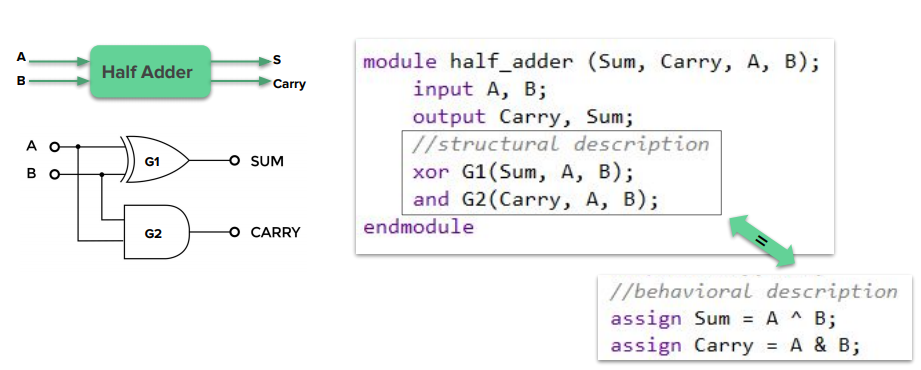 A
B
Half Adder
S
Carry
A
B
G1
SUM
G2
CARRY
module half_adder (Sum, Carry, A, B);
input A, B;
output Carry, Sum;
//structural description
xor G1(Sum, A, B);
and G2(Carry, A, B);
endmodule
=
//behavioral description
assign Sum = A ^ B;
assign Carry = A & B;